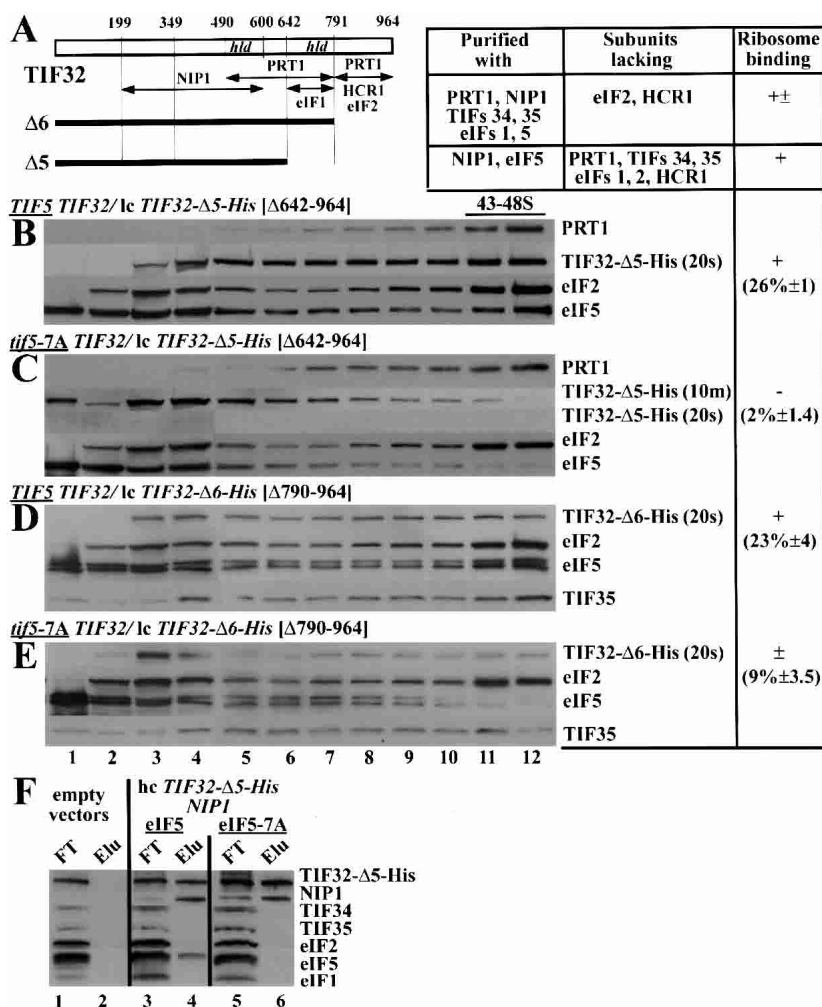 A
199 349 490 600 642 791 964
hld hld
TIF32
NIP1 PRT1 PRT1
eIF1 HCR1
eIF2
Δ6
Δ5
Purified with
Subunits lacking
Ribosome binding
PRT1, NIP1
TIFs 34, 35
eIFs 1, 5
eIF2, HCR1
+±
NIP1, eIF5
PRT1, TIFs 34, 35
eIFs 1, 2, HCR1
+
TIF5 TIF32/ lc TIF32-Δ5-His [Δ642-964]
43-48S
B
PRT1
TIF32-Δ5-His (20s)
eIF2
eIF5
+
(26%±1)
tif5-7A TIF32/ lc TIF32-Δ5-His [Δ642-964]
C
PRT1
TIF32-Δ5-His (10m)
TIF32-Δ5-His (20s)
eIF2
eIF5
-
(2%±1.4)
TIF5 TIF32/ lc TIF32-Δ6-His [Δ790-964]
D
TIF32-Δ6-His (20s)
eIF2
eIF5
TIF35
+
(23%±4)
tif5-7A TIF32/ lc TIF32-Δ6-His [Δ790-964]
E
TIF32-Δ6-His (20s)
eIF2
eIF5
TIF35
±
(9%±3.5)
1 2 3 4 5 6 7 8 9 10 11 12
F
empty vectors
hc TIF32-Δ5-His
NIP1
eIF5 eIF5-7A
FT Elu FT Elu FT Elu
TIF32-Δ5-His
NIP1
TIF34
TIF35
eIF2
eIF5
eIF1
1 2 3 4 5 6